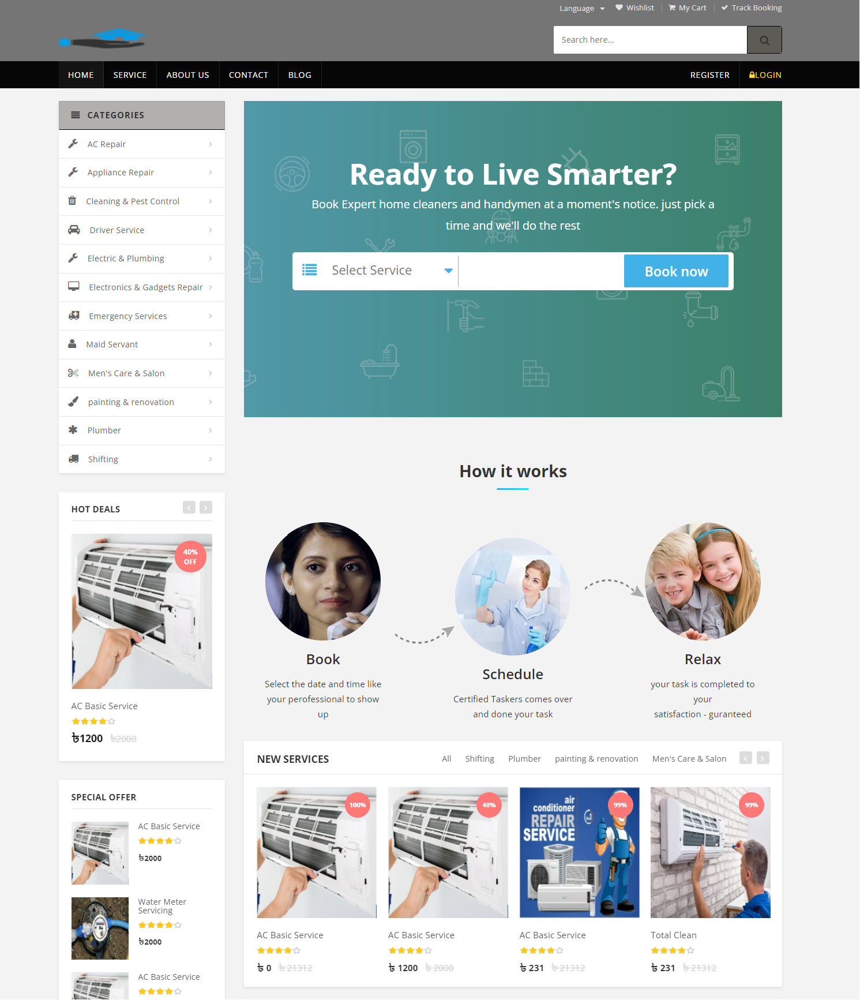 Language
Wishlist
My Cart
Track Booking
Search here...
HOME
SERVICE
ABOUT US
CONTACT
BLOG
REGISTER
LOGIN
CATEGORIES
AC Repair
Appliance Repair
Cleaning & Pest Control
Driver Service
Electric & Plumbing
Electronics & Gadgets Repair
Emergency Services
Maid Servant
Men's Care & Salon
painting & renovation
Plumber
Shifting
Ready to Live Smarter?
Book Expert home cleaners and handymen at a moment's notice. just pick a
time and we'll do the rest
Select Service
Book now
How it works
Book
Select the date and time like
your perofessional to show
up
Schedule
Certified Taskers comes over
and done your task
Relax
your task is completed to
your
satisfaction - guranteed
HOT DEALS
40%
OFF
AC Basic Service
৳1200 ৳2000
SPECIAL OFFER
AC Basic Service
৳2000
Water Meter
Servicing
৳2000
AC Basic Service
NEW SERVICES
All
Shifting
Plumber
painting & renovation
Men's Care & Salon
100%
AC Basic Service
৳ 0 ৳ 21312
40%
AC Basic Service
৳ 1200 ৳ 2000
air
conditioner
REPAIR
SERVICE
No1
99%
AC Basic Service
৳ 231 ৳ 21312
99%
Total Clean
৳ 231 ৳ 21312